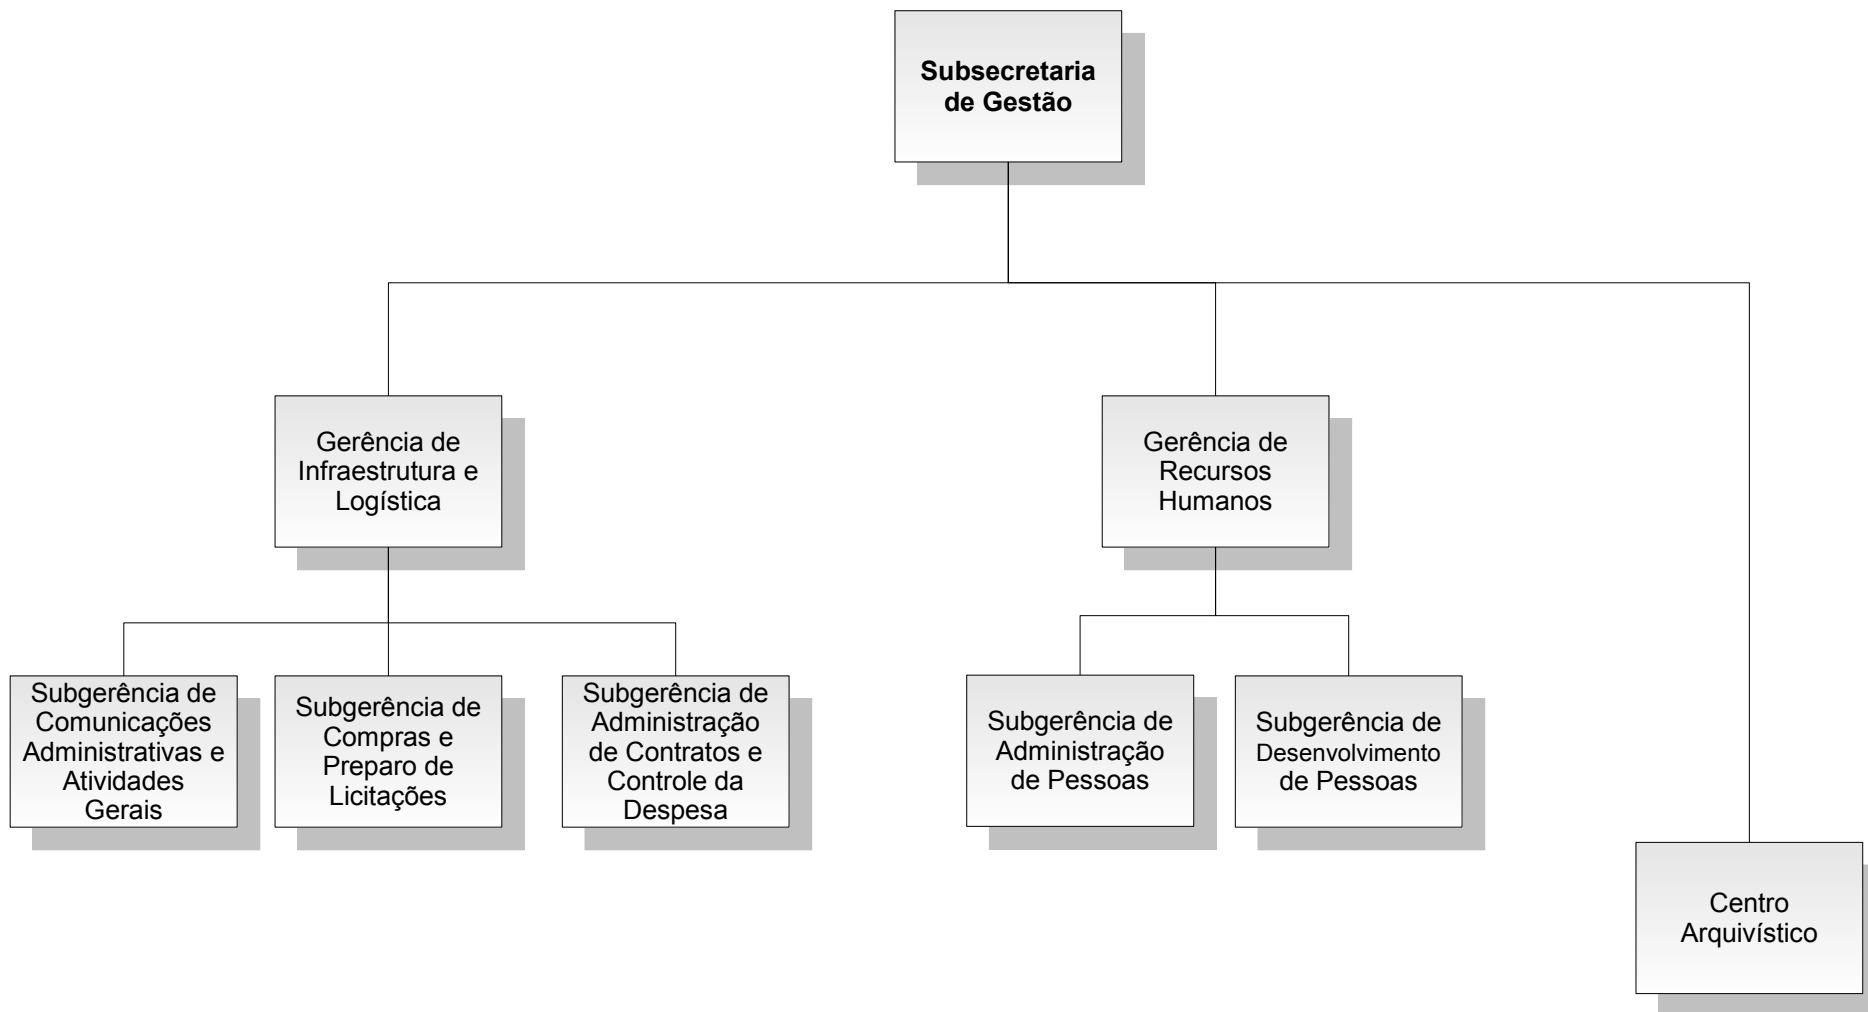 Subsecretaria
de Gestão
Gerência de
Infraestrutura e
Logística
Gerência de
Recursos
Humanos
Subgerência de
Comunicações
Administrativas e
Atividades
Gerais
Subgerência de
Compras e
Preparo de
Licitações
Subgerência de
Administração
de Contratos e
Controle da
Despesa
Subgerência de
Administração
de Pessoas
Subgerência de
Desenvolvimento
de Pessoas
Centro
Arquivístico